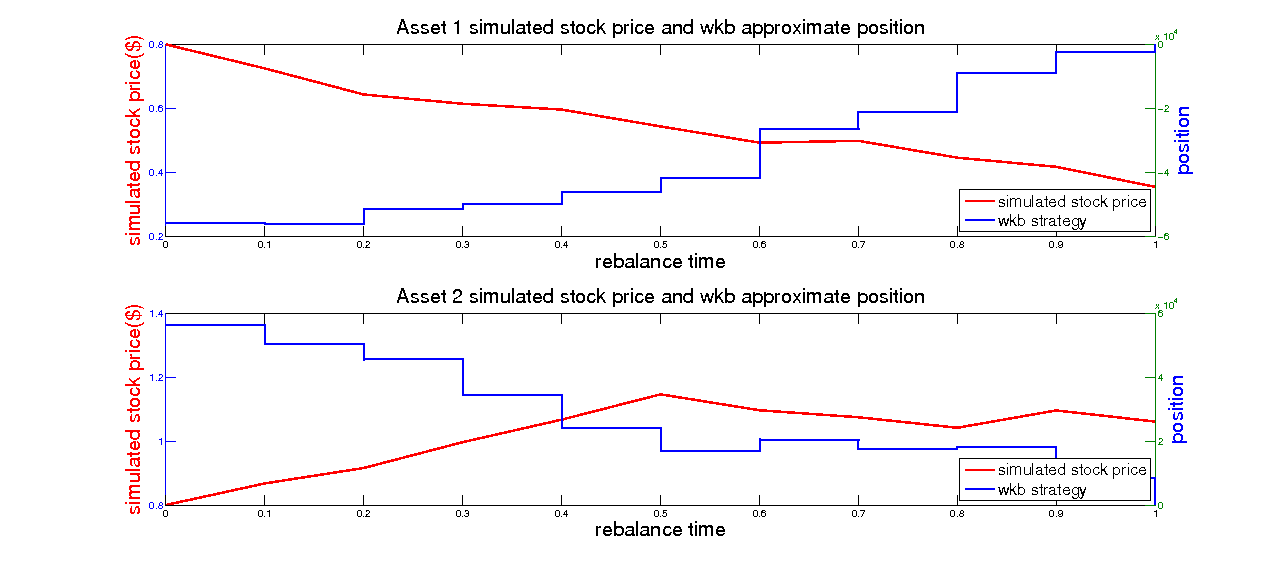 Asset 1 simulated stock price and wkb approximate position
x 10^4
simulated stock price($)
0.8
0.6
0.4
0.2
0
-2
-4
-6
position
simulated stock price
wkb strategy
0 0.1 0.2 0.3 0.4 0.5 0.6 0.7 0.8 0.9 1
rebalance time
Asset 2 simulated stock price and wkb approximate position
x 10^4
simulated stock price($)
1.4
1.2
1
0.8
6
4
2
0
position
simulated stock price
wkb strategy
0 0.1 0.2 0.3 0.4 0.5 0.6 0.7 0.8 0.9 1
rebalance time